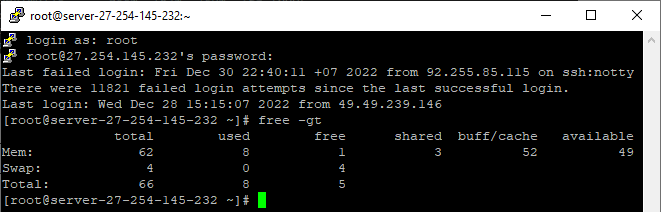 root@server-27-254-145-232:~
login as: root
root@27.254.145.232's password:
Last failed login: Fri Dec 30 22:40:11 +07 2022 from 92.255.85.115 on ssh:notty
There were 11821 failed login attempts since the last successful login.
Last login: Wed Dec 28 15:15:07 2022 from 49.49.239.146
[root@server-27-254-145-232 ~]# free -gt
total used free shared buff/cache available
Mem: 62 8 1 3 52 49
Swap: 4 0 4
Total: 66 8 5
[root@server-27-254-145-232 ~]#